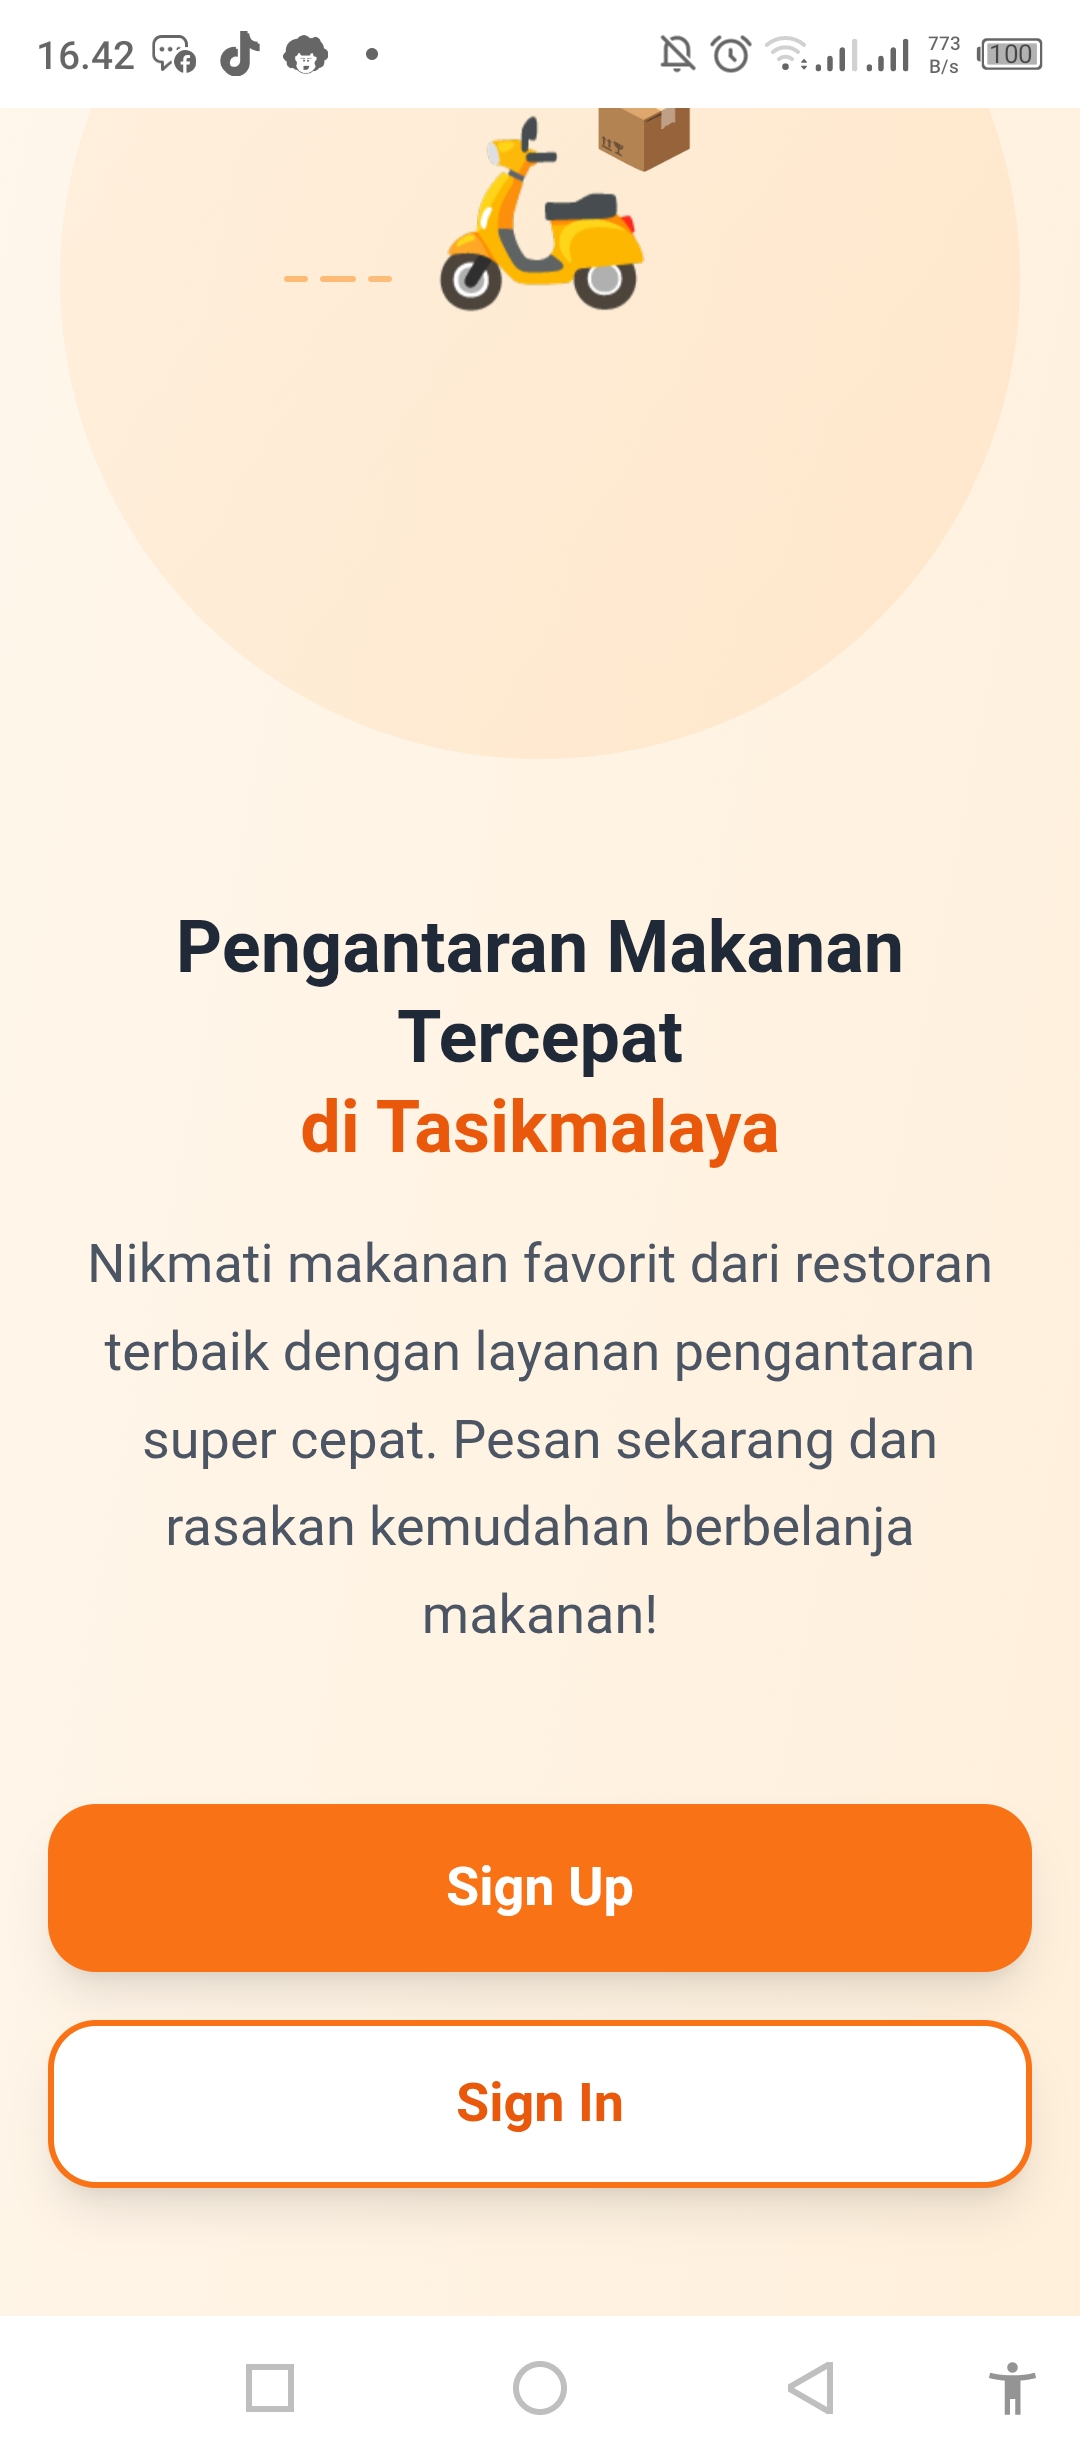 16.42
773
B/s
100
Pengantaran Makanan
Tercepat
di Tasikmalaya
Nikmati makanan favorit dari restoran
terbaik dengan layanan pengantaran
super cepat. Pesan sekarang dan
rasakan kemudahan berbelanja
makanan!
Sign Up
Sign In